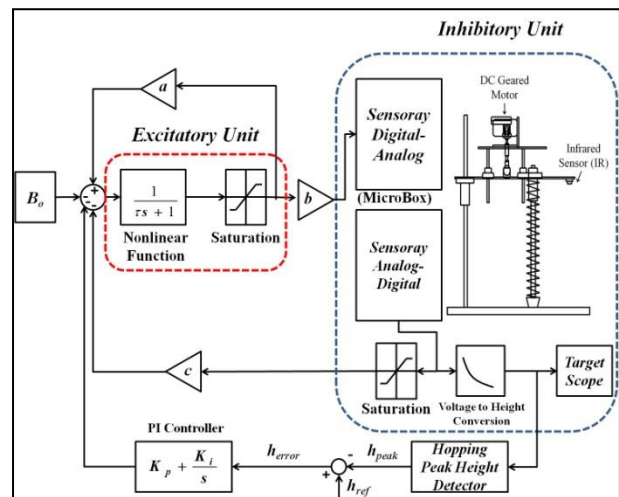 Inhibitory Unit
DC Geared
Motor
Infrared
Sensor (IR)
a
Excitatory Unit
Sensoray
Digital-
Analog
(MicroBox)
B_o
- -
-
1
τs + 1
b
Nonlinear
Function
Saturation
Sensoray
Analog-
Digital
c
Saturation
Voltage to Height
Conversion
Target
Scope
PI Controller
K_p + K_i
s
h_error
+
-
h_peak
h_ref
Hopping
Peak Height
Detector